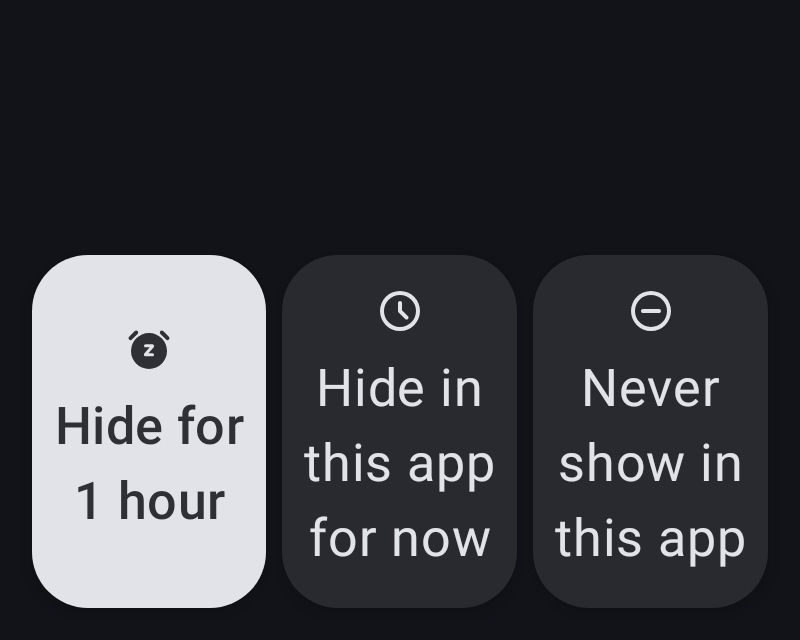 Hide for
1 hour
Hide in
this app
for now
Never
show in
this app